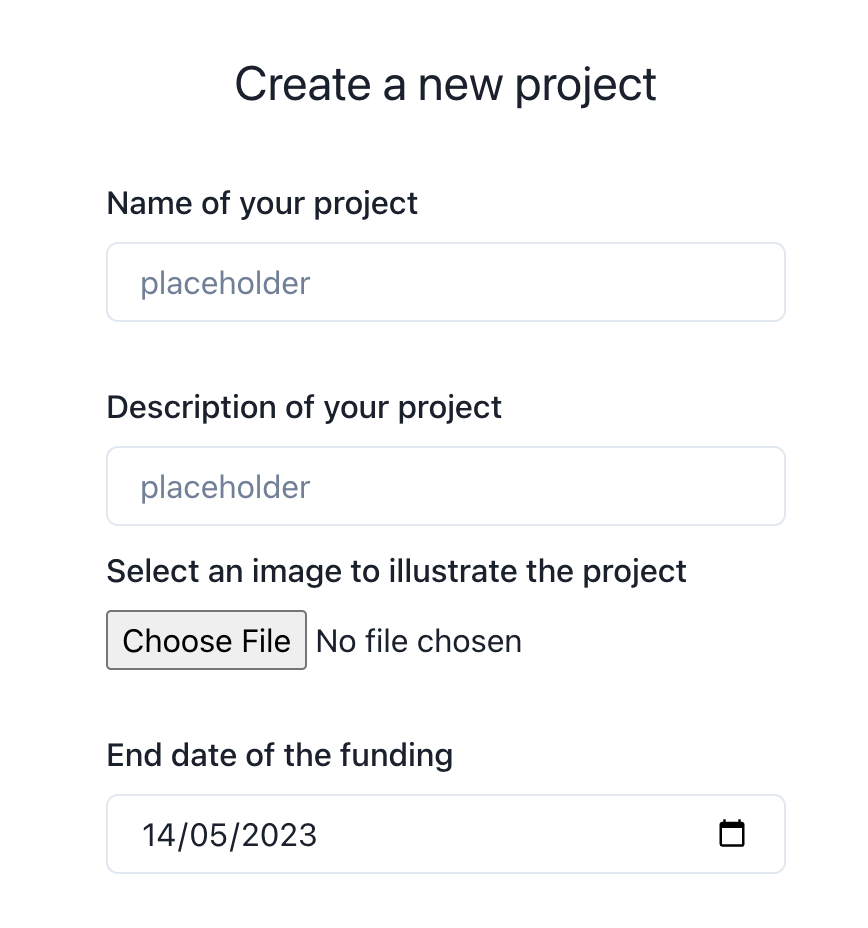 Create a new project
Name of your project
placeholder
Description of your project
placeholder
Select an image to illustrate the project
Choose File No file chosen
End date of the funding
14/05/2023